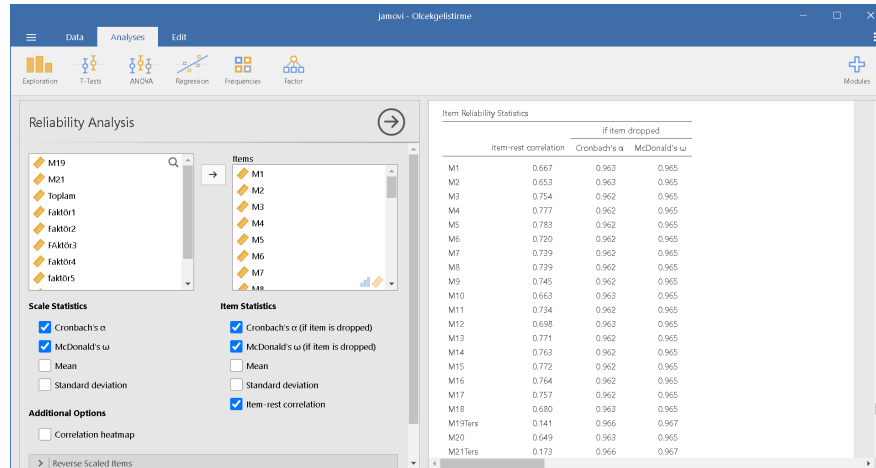 jamovi - Olcekgelistirme
Data Analyses Edit
Exploration T-Tests ANOVA Regression Frequencies Factor Modules
Reliability Analysis
M19
M21
Toplam
Faktör1
Faktör2
FAktör3
Faktör4
faktör5
Items
M1
M2
M3
M4
M5
M6
M7
M8
Scale Statistics
Cronbach's α
McDonald's ω
Mean
Standard deviation
Item Statistics
Cronbach's α (if item is dropped)
McDonald's ω (if item is dropped)
Mean
Standard deviation
Item-rest correlation
Additional Options
Correlation heatmap
Reverse Scaled Items
Item Reliability Statistics
if item dropped
item-rest correlation Cronbach's α McDonald's ω
M1 0.667 0.963 0.965
M2 0.653 0.963 0.965
M3 0.754 0.962 0.965
M4 0.777 0.962 0.965
M5 0.783 0.962 0.965
M6 0.720 0.962 0.965
M7 0.739 0.962 0.965
M8 0.739 0.962 0.965
M9 0.745 0.962 0.965
M10 0.663 0.963 0.965
M11 0.734 0.962 0.965
M12 0.698 0.963 0.965
M13 0.771 0.962 0.965
M14 0.763 0.962 0.965
M15 0.772 0.962 0.965
M16 0.764 0.962 0.965
M17 0.757 0.962 0.965
M18 0.680 0.963 0.965
M19Ters 0.141 0.966 0.967
M20 0.649 0.963 0.965
M21Ters 0.173 0.966 0.967